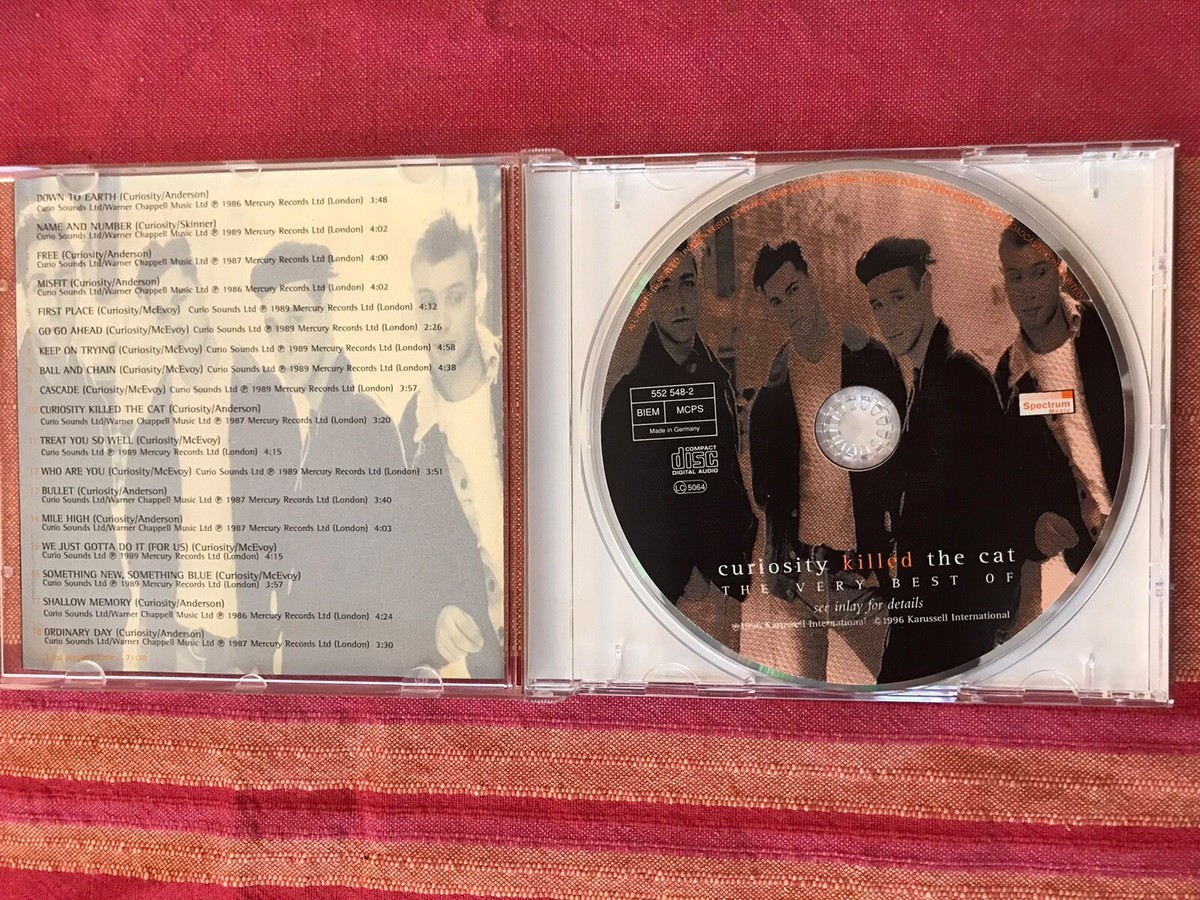 DOWN TO EARTH (Curiosity/Anderson)
Curio Sounds Ltd/Warner Chappell Music Ltd ℗ 1986 Mercury Records Ltd (London) 3:48
NAME AND NUMBER (Curiosity/Skinner)
Curio Sounds Ltd/Warner Chappell Music Ltd ℗ 1989 Mercury Records Ltd (London) 4:02
FREE (Curiosity/Anderson)
Curio Sounds Ltd/Warner Chappell Music Ltd ℗ 1987 Mercury Records Ltd (London) 4:00
MISFIT (Curiosity/Anderson)
Curio Sounds Ltd/Warner Chappell Music Ltd ℗ 1986 Mercury Records Ltd (London) 4:02
FIRST PLACE (Curiosity/McEvoy) Curio Sounds Ltd ℗ 1989 Mercury Records Ltd (London) 4:32
GO GO AHEAD (Curiosity/McEvoy) Curio Sounds Ltd ℗ 1989 Mercury Records Ltd (London) 2:26
KEEP ON TRYING (Curiosity/McEvoy) Curio Sounds Ltd ℗ 1989 Mercury Records Ltd (London) 4:58
BALL AND CHAIN (Curiosity/McEvoy) Curio Sounds Ltd ℗ 1989 Mercury Records Ltd (London) 4:38
CASCADE (Curiosity/McEvoy) Curio Sounds Ltd ℗ 1989 Mercury Records Ltd (London) 3:57
10 CURIOSITY KILLED THE CAT (Curiosity/Anderson)
Curio Sounds Ltd/Warner Chappell Music Ltd ℗ 1987 Mercury Records Ltd (London) 3:20
11 TREAT YOU SO WELL (Curiosity/McEvoy)
Curio Sounds Ltd ℗ 1989 Mercury Records Ltd (London) 4:15
12 WHO ARE YOU (Curiosity/McEvoy) Curio Sounds Ltd ℗ 1989 Mercury Records Ltd (London) 3:51
BULLET (Curiosity/Anderson)
Curio Sounds Ltd/Warner Chappell Music Ltd ℗ 1987 Mercury Records Ltd (London) 3:40
14 MILE HIGH (Curiosity/Anderson)
Curio Sounds Ltd/Warner Chappell Music Ltd ℗ 1987 Mercury Records Ltd (London) 4:03
15 WE JUST GOTTA DO IT (FOR US) (Curiosity/McEvoy)
Curio Sounds Ltd ℗ 1989 Mercury Records Ltd (London) 4:15
16 SOMETHING NEW, SOMETHING BLUE (Curiosity/McEvoy)
Curio Sounds Ltd ℗ 1989 Mercury Records Ltd (London) 3:57
17 SHALLOW MEMORY (Curiosity/Anderson)
Curio Sounds Ltd/Warner Chappell Music Ltd ℗ 1986 Mercury Records Ltd (London) 4:24
18 ORDINARY DAY (Curiosity/Anderson)
Curio Sounds Ltd/Warner Chappell Music Ltd ℗ 1987 Mercury Records Ltd (London) 3:30
552 548-2
BIEM MCPS
Made in Germany
COMPACT
disc
DIGITAL AUDIO
LC 5064
Spectrum
Music
curiosity killed the cat
THE VERY BEST OF
see inlay for details
℗1996 Karussell International ©1996 Karussell International